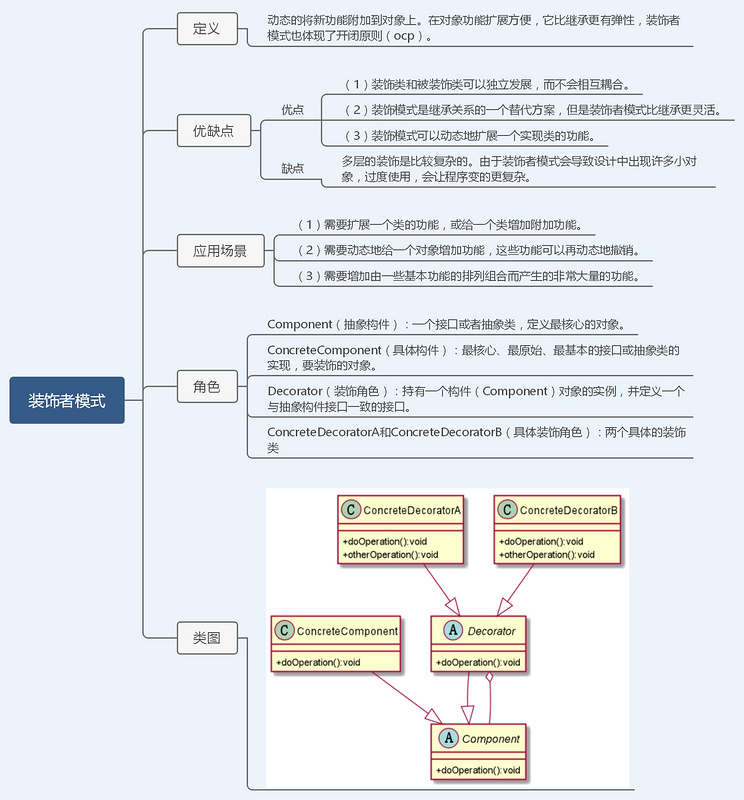 定义
动态的将新功能附加到对象上。在对象功能扩展方便，它比继承更有弹性，装饰者
模式也体现了开闭原则（ocp）。
优缺点
优点
（1）装饰类和被装饰类可以独立发展，而不会相互耦合。
（2）装饰模式是继承关系的一个替代方案，但是装饰者模式比继承更灵活。
（3）装饰模式可以动态地扩展一个实现类的功能。
缺点
多层的装饰是比较复杂的。由于装饰者模式会导致设计中出现许多小对
象，过度使用，会让程序变的更复杂。
应用场景
（1）需要扩展一个类的功能，或给一个类增加附加功能。
（2）需要动态地给一个对象增加功能，这些功能可以再动态地撤销。
（3）需要增加由一些基本功能的排列组合而产生的非常大量的功能。
装饰者模式
角色
Component（抽象构件）：一个接口或者抽象类，定义最核心的对象。
ConcreteComponent（具体构件）：最核心、最原始、最基本的接口或抽象类的
实现，要装饰的对象。
Decorator（装饰角色）：持有一个构件（Component）对象的实例，并定义一个
与抽象构件接口一致的接口。
ConcreteDecoratorA和ConcreteDecoratorB（具体装饰角色）：两个具体的装饰
类
类图
C ConcreteDecoratorA
+doOperation():void
+otherOperation():void
C ConcreteDecoratorB
+doOperation():void
+otherOperation():void
C ConcreteComponent
+doOperation():void
A Decorator
+doOperation():void
A Component
+doOperation():void